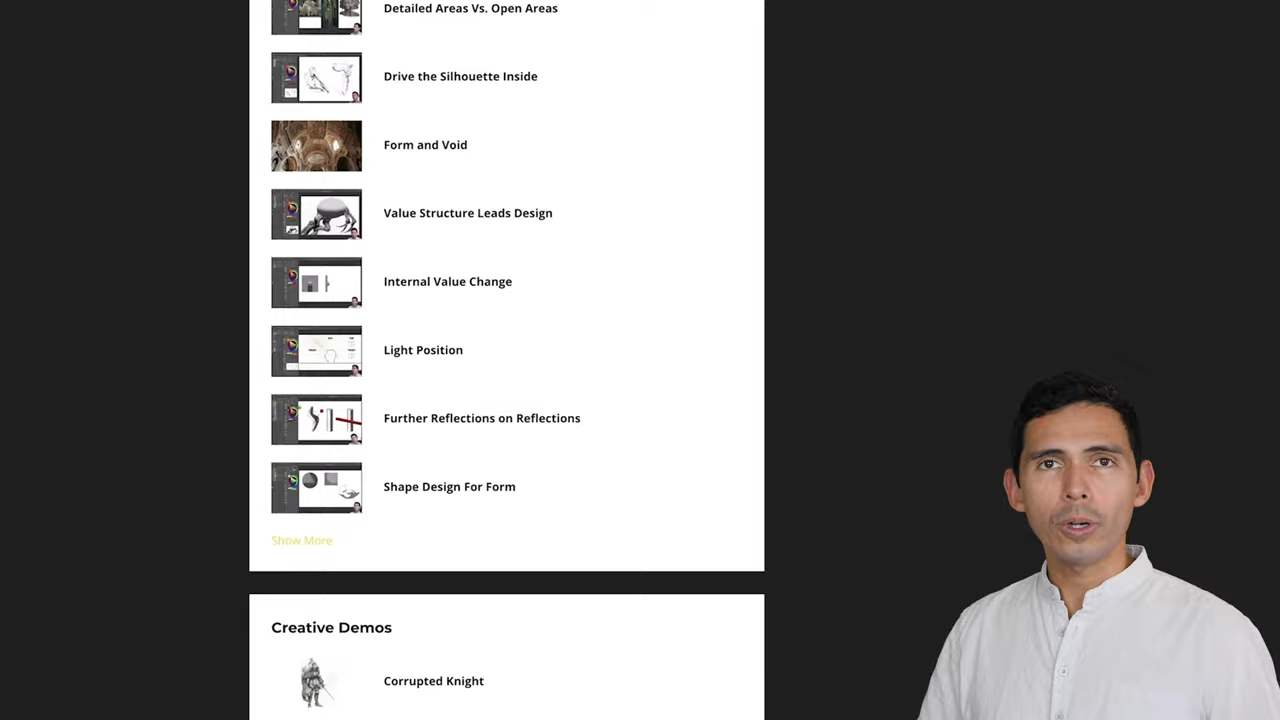 Detailed Areas Vs. Open Areas
Drive the Silhouette Inside
Form and Void
Value Structure Leads Design
Internal Value Change
Light Position
Further Reflections on Reflections
Shape Design For Form
Show More
Creative Demos
Corrupted Knight